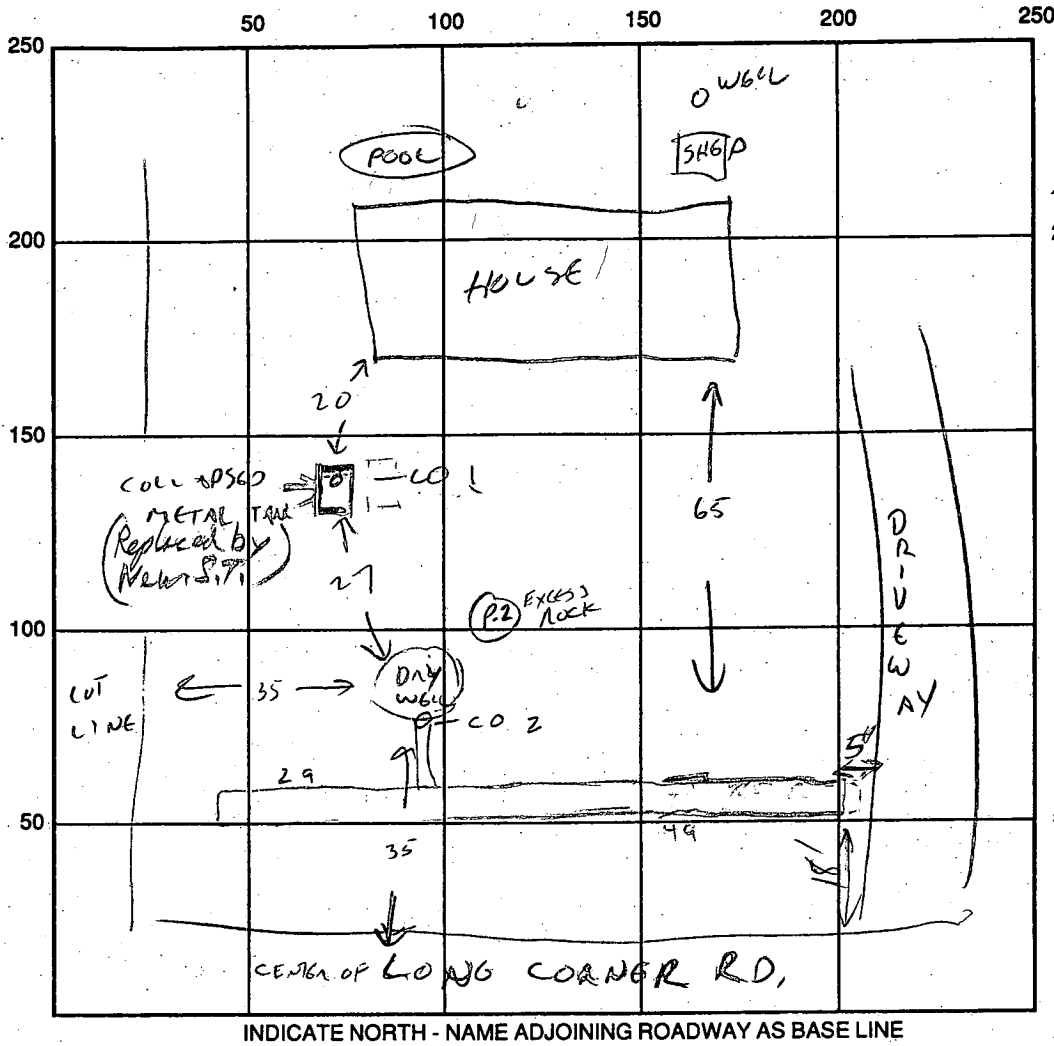 50 100 150 200 250
250
O WELL
POOL
SHED
200
HOUSE
20
150
COLLAPSED
METAL TANK
(Replaced by
New S.T.)
CO 1
65
DRIVEWAY
27
P.2 EXCESS
ROCK
100
DRY
WELL
LOT
LINE
35
CO 2
5'
29
50
49
35
CENTER OF LONG CORNER RD.
INDICATE NORTH - NAME ADJOINING ROADWAY AS BASE LINE